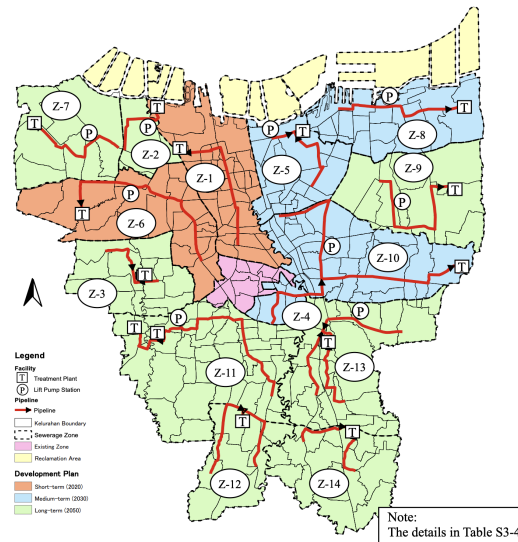 Z-7
T
P
P
T
Z-2
T
Z-1
P
T
Z-5
P
T
Z-8
Z-9
P
T
P
T
Z-6
P
Z-10
T
Z-3
T
Z-4
T
T
P
P
T
Z-11
Z-13
T
T
Z-12
Z-14
Legend
Facility
T Treatment Plant
P Lift Pump Station
Pipeline
Pipeline
Kelurahan Boundary
Sewerage Zone
Existing Zone
Reclamation Area
Development Plan
Short-term (2020)
Medium-term (2030)
Long-term (2050)
Note:
The details in Table S3-4